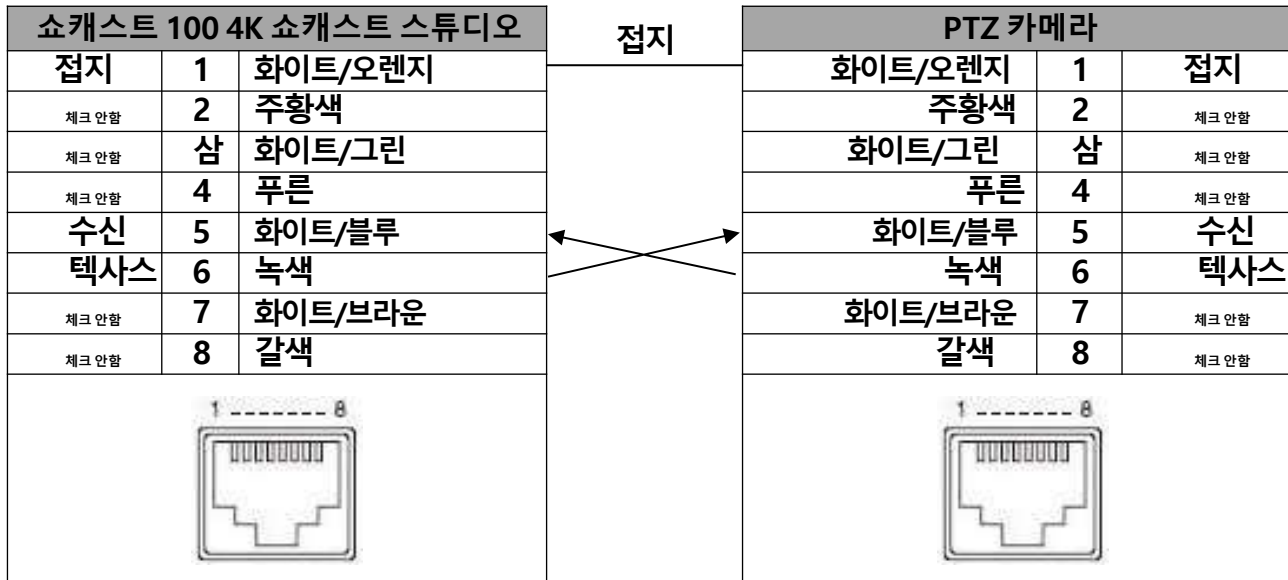 쇼캐스트 100 4K 쇼캐스트 스튜디오 접지 PTZ 카메라
접지 1 화이트/오렌지 화이트/오렌지 1 접지
체크 안함 2 주황색 주황색 2 체크 안함
체크 안함 삼 화이트/그린 화이트/그린 삼 체크 안함
체크 안함 4 푸른 푸른 4 체크 안함
수신 5 화이트/블루 화이트/블루 5 수신
텍사스 6 녹색 녹색 6 텍사스
체크 안함 7 화이트/브라운 화이트/브라운 7 체크 안함
체크 안함 8 갈색 갈색 8 체크 안함
1 ------- 8 1 ------- 8